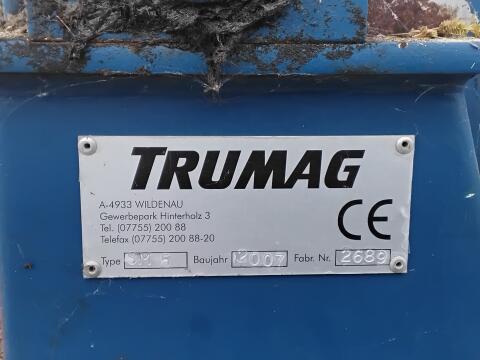 TRUMAG
A-4933 WILDENAU
Gewerbepark Hinterholz 3
Tel. (07755) 200 88
Telefax (07755) 200 88-20
CE
Type Baujahr 2007 Fabr. Nr. 2689